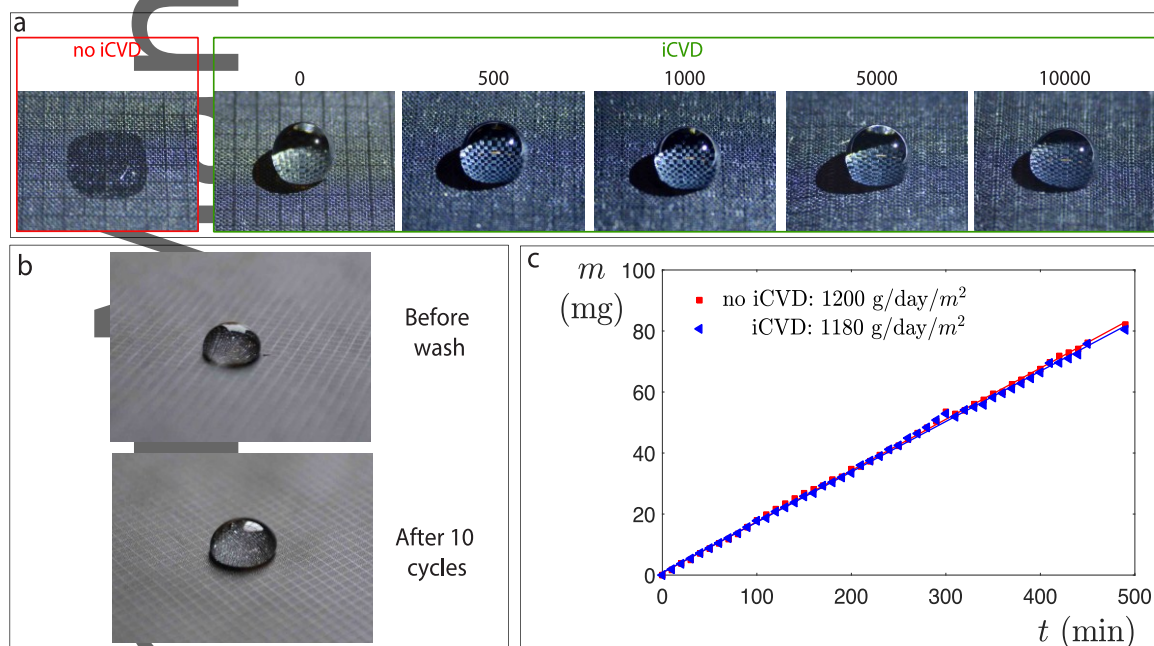 a
no iCVD
iCVD
0 500 1000 5000 10000
b
Before
wash
After 10
cycles
c
m
(mg)
100
80
60
40
20
0
no iCVD: 1200 g/day/m²
iCVD: 1180 g/day/m²
0 100 200 300 400 500
t (min)